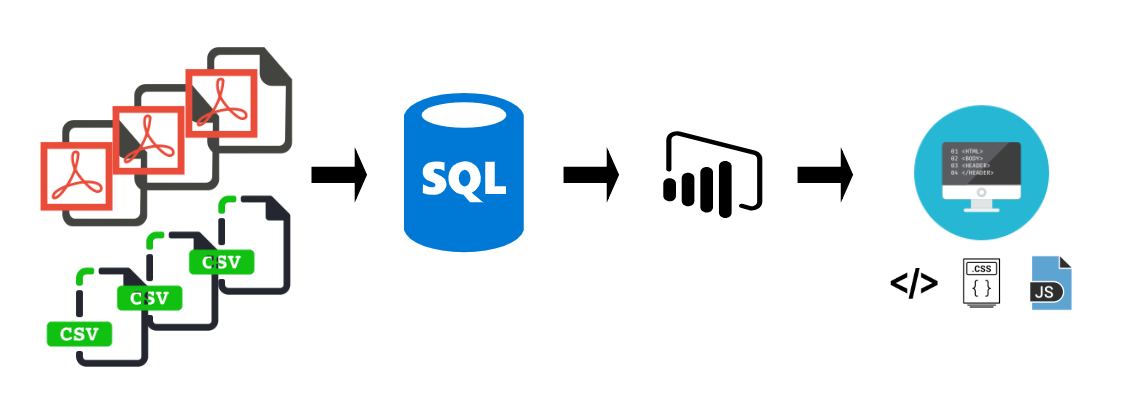 SQL
CSV
CSV
CSV
01 <HTML>
02 <BODY>
03 <HEADER>
04 </HEADER>
</>
.CSS
{ }
JS